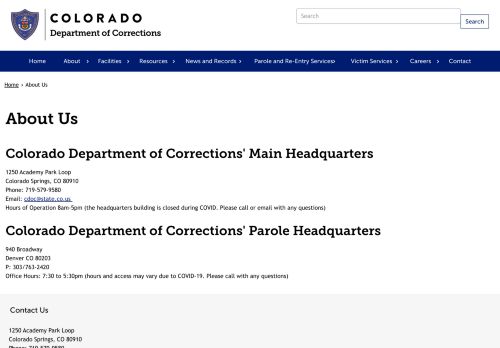 COLORADO
Department of Corrections
Search
Search
Home About Facilities Resources News and Records Parole and Re-Entry Services Victim Services Careers Contact
Home › About Us
About Us
Colorado Department of Corrections' Main Headquarters
1250 Academy Park Loop
Colorado Springs, CO 80910
Phone: 719-579-9580
Email: cdoc@state.co.us
Hours of Operation 8am-5pm (the headquarters building is closed during COVID. Please call or email with any questions)
Colorado Department of Corrections' Parole Headquarters
940 Broadway
Denver CO 80203
P: 303/763-2420
Office Hours: 7:30 to 5:30pm (hours and access may vary due to COVID-19. Please call with any questions)
Contact Us
1250 Academy Park Loop
Colorado Springs, CO 80910
Phone: 719-579-9580